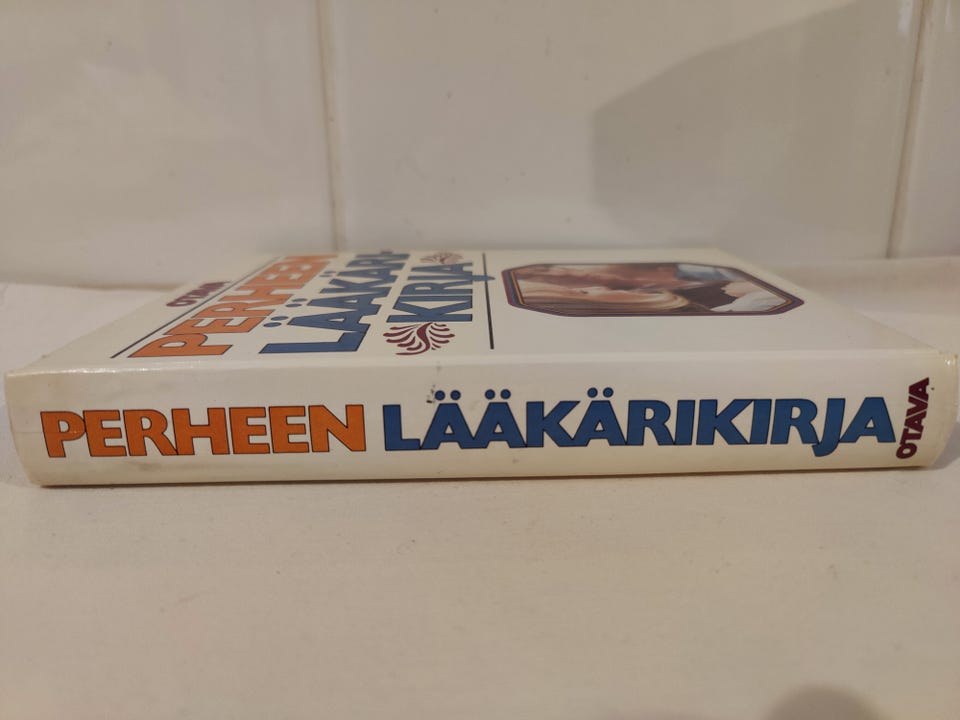 OTAVA
PERHEEN
LÄÄKÄRI-
KIRJA
PERHEEN LÄÄKÄRIKIRJA
OTAVA